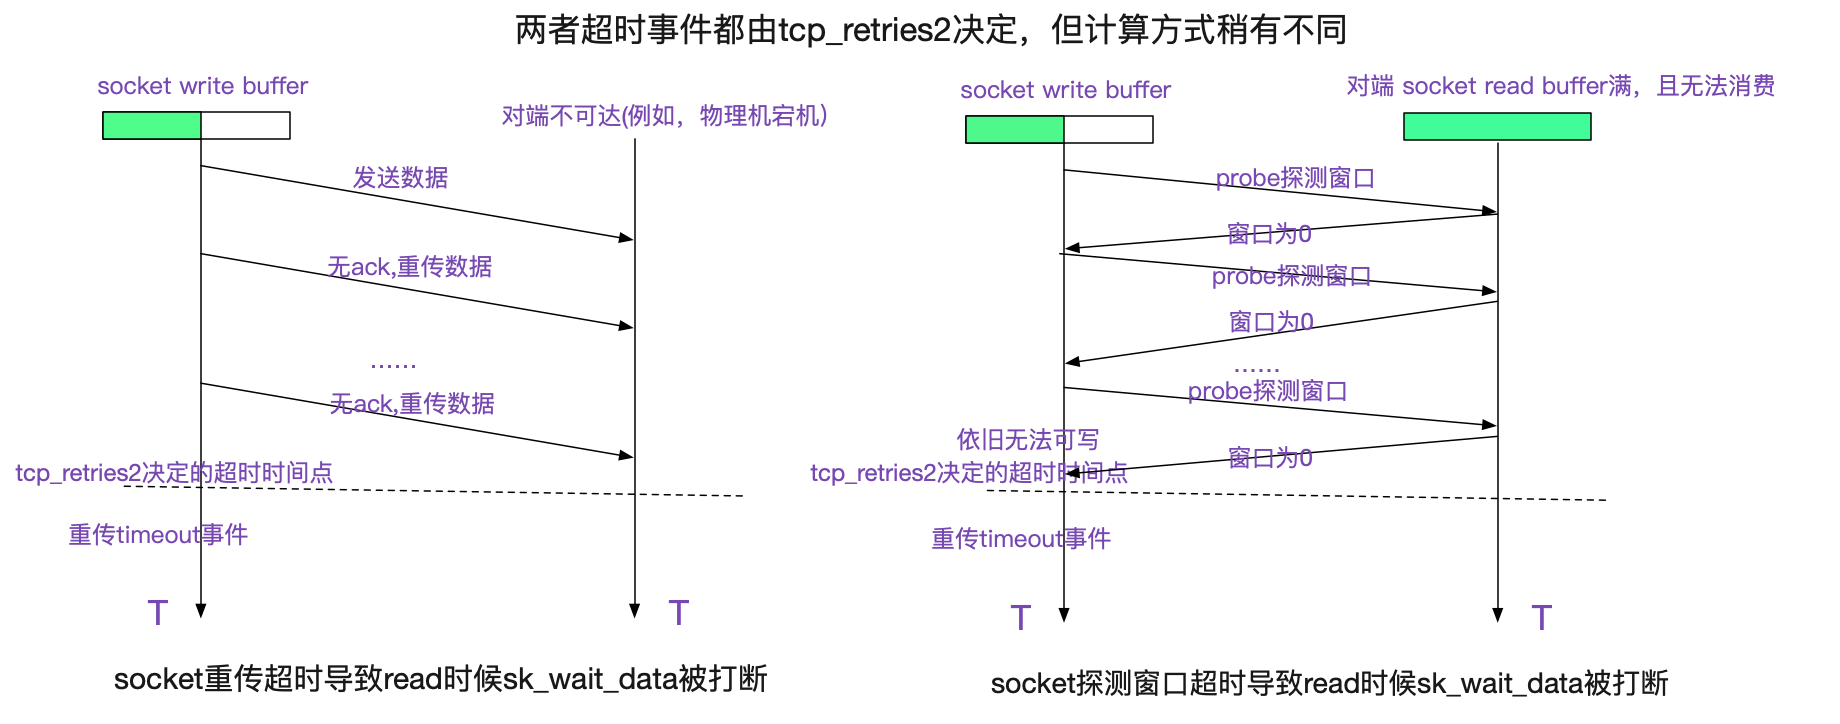 两者超时事件都由tcp_retries2决定，但计算方式稍有不同
socket write buffer
对端不可达(例如，物理机宕机）
发送数据
无ack,重传数据
......
无ack,重传数据
tcp_retries2决定的超时时间点
重传timeout事件
T
T
socket重传超时导致read时候sk_wait_data被打断
socket write buffer
对端 socket read buffer满，且无法消费
probe探测窗口
窗口为0
probe探测窗口
窗口为0
......
probe探测窗口
依旧无法可写
窗口为0
tcp_retries2决定的超时时间点
重传timeout事件
T
T
socket探测窗口超时导致read时候sk_wait_data被打断